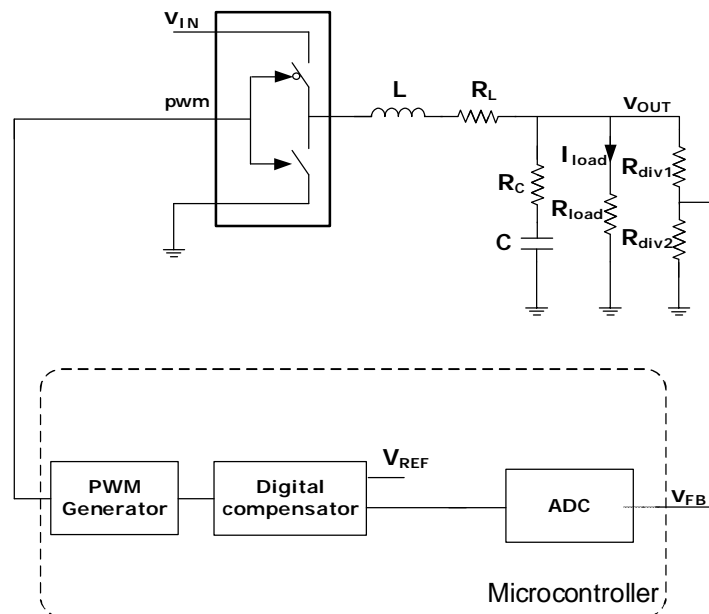 VIN
pwm
L
RL
VOUT
Iload
RC
Rload
Rdiv1
C
Rdiv2
VREF
PWM
Generator
Digital
compensator
ADC
VFB
Microcontroller